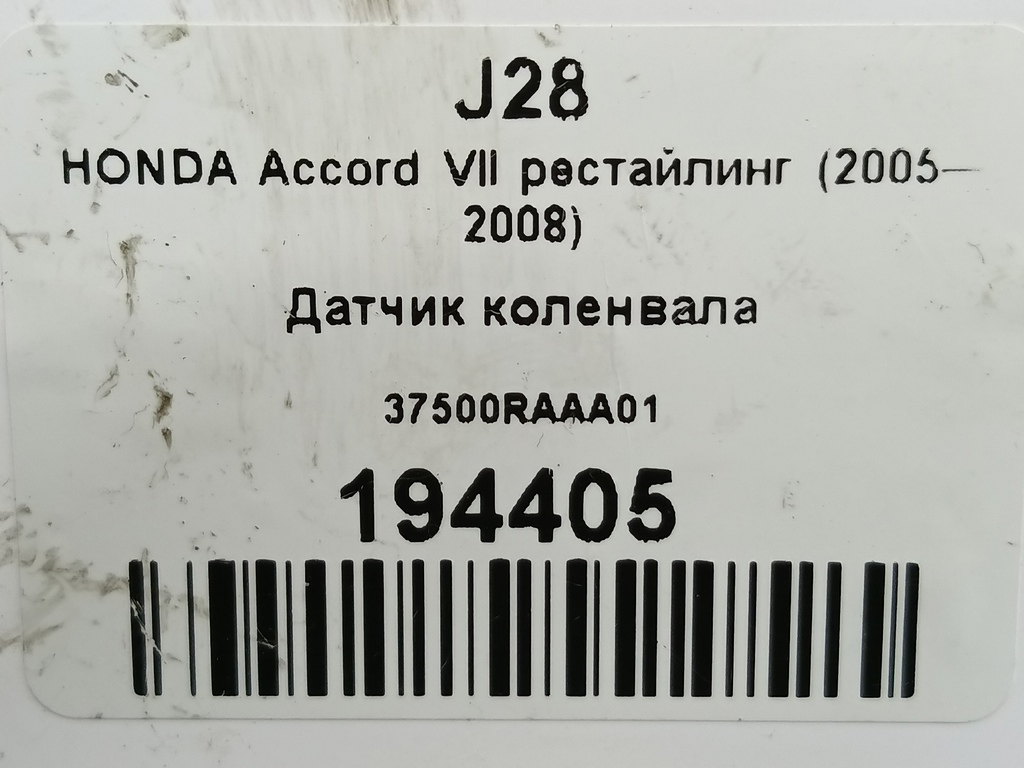 J28
HONDA Accord VII рестайлинг (2005—
2008)
Датчик коленвала
37500RAAA01
194405